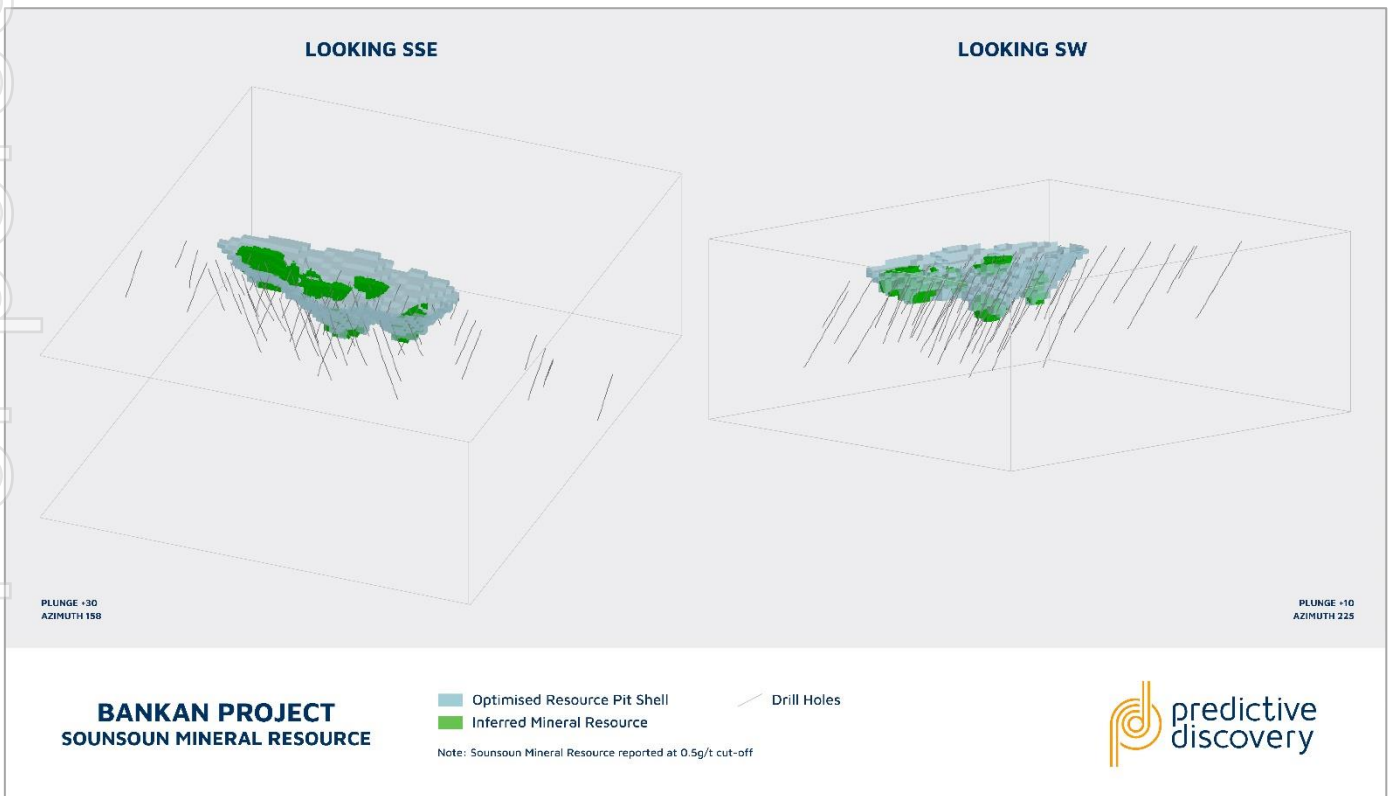 LOOKING SSE
LOOKING SW
PLUNGE +30
AZIMUTH 158
PLUNGE +10
AZIMUTH 225
BANKAN PROJECT
SOUNSOUN MINERAL RESOURCE
Optimised Resource Pit Shell
Inferred Mineral Resource
Drill Holes
Note: Sounsoun Mineral Resource reported at 0.5g/t cut-off
predictive
discovery